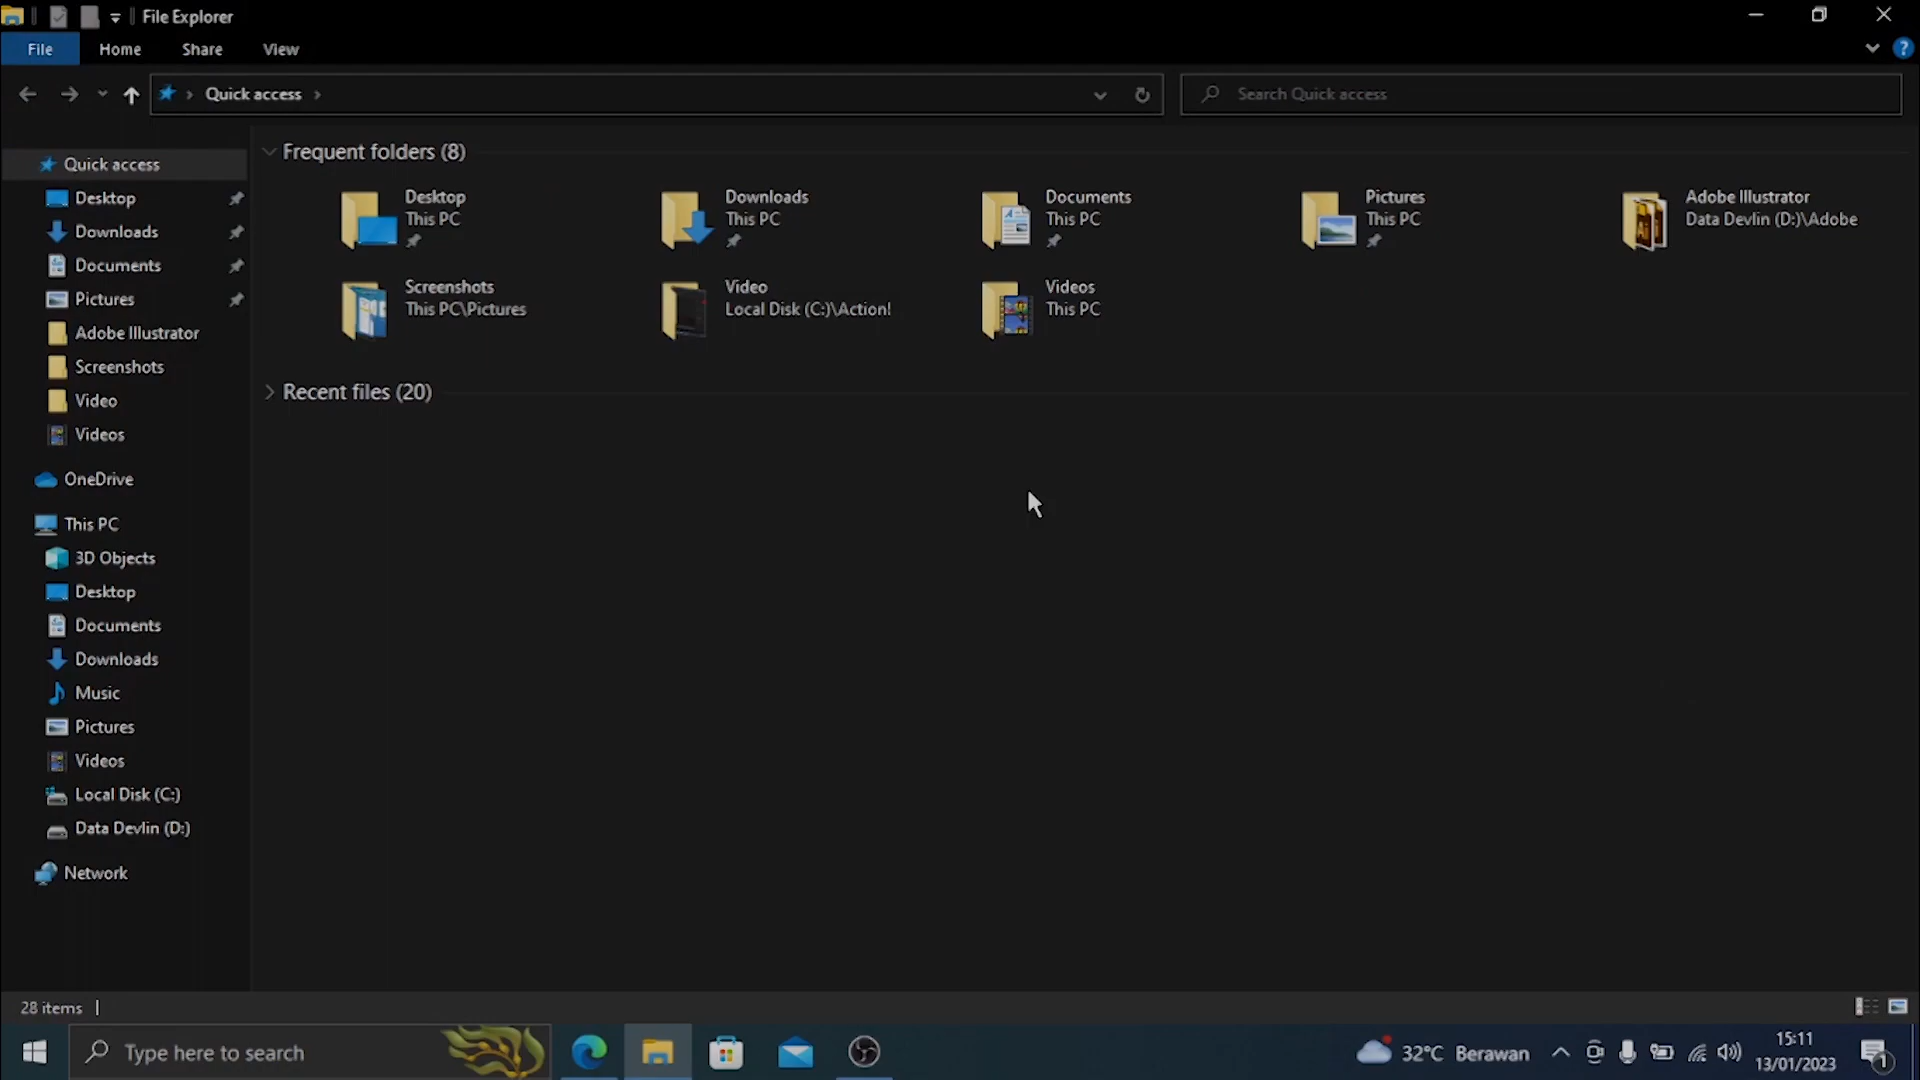 File Explorer
File Home Share View
Quick access
Search Quick access
Quick access
Desktop
Downloads
Documents
Pictures
Adobe Illustrator
Screenshots
Video
Videos
OneDrive
This PC
3D Objects
Desktop
Documents
Downloads
Music
Pictures
Videos
Local Disk (C:)
Data Devlin (D:)
Network
Frequent folders (8)
Desktop
This PC
Downloads
This PC
Documents
This PC
Pictures
This PC
Adobe Illustrator
Data Devlin (D:)\Adobe
Screenshots
This PC\Pictures
Video
Local Disk (C:)\Action!
Videos
This PC
Recent files (20)
28 items
Type here to search
32°C Berawan
15:11
13/01/2023
1